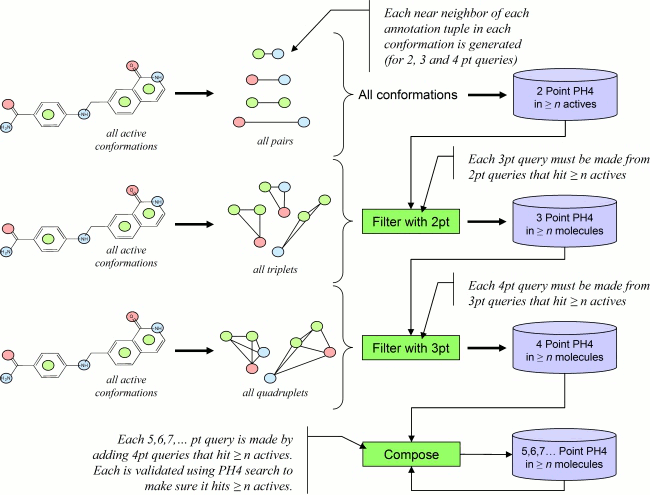 Each near neighbor of each
annotation tuple in each
conformation is generated
(for 2, 3 and 4 pt queries)
O
NH
O
NH
H₂N
all active
conformations
all pairs
All conformations
2 Point PH4
in ≥ n actives
Each 3pt query must be made from
2pt queries that hit ≥ n actives
O
NH
O
NH
H₂N
all active
conformations
all triplets
Filter with 2pt
3 Point PH4
in ≥ n molecules
Each 4pt query must be made from
3pt queries that hit ≥ n actives
O
NH
O
NH
H₂N
all active
conformations
all quadruplets
Filter with 3pt
4 Point PH4
in ≥ n molecules
Each 5,6,7,... pt query is made by
adding 4pt queries that hit ≥ n actives.
Each is validated using PH4 search to
make sure it hits ≥ n actives.
Compose
5,6,7... Point PH4
in ≥ n molecules